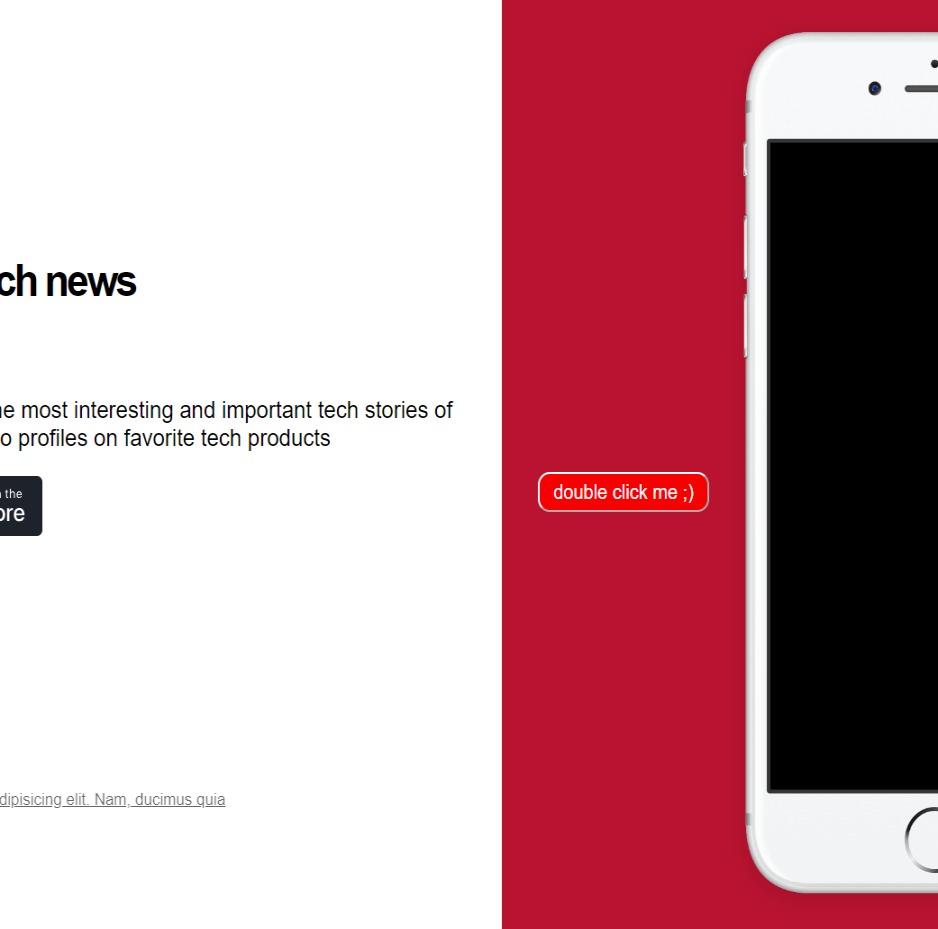 ch news
e most interesting and important tech stories of
o profiles on favorite tech products
the
ore
double click me ;)
dipisicing elit. Nam, ducimus quia